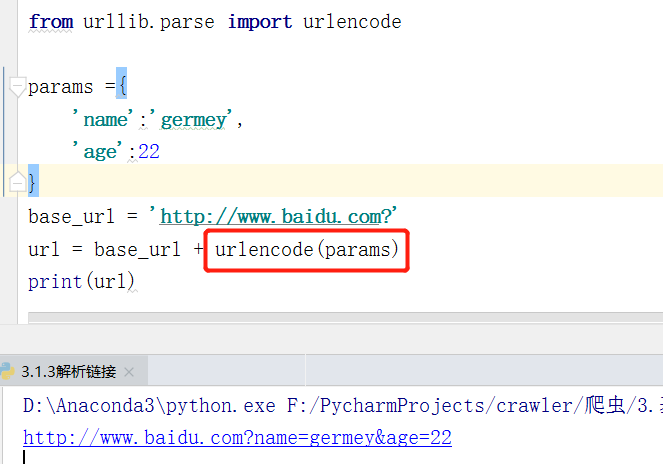 from urllib.parse import urlencode
params ={
    'name':'germey',
    'age':22
}
base_url = 'http://www.baidu.com?'
url = base_url + urlencode(params)
print(url)
3.1.3解析链接 ×
D:\Anaconda3\python.exe F:/PycharmProjects/crawler/爬虫/3.
http://www.baidu.com?name=germey&age=22